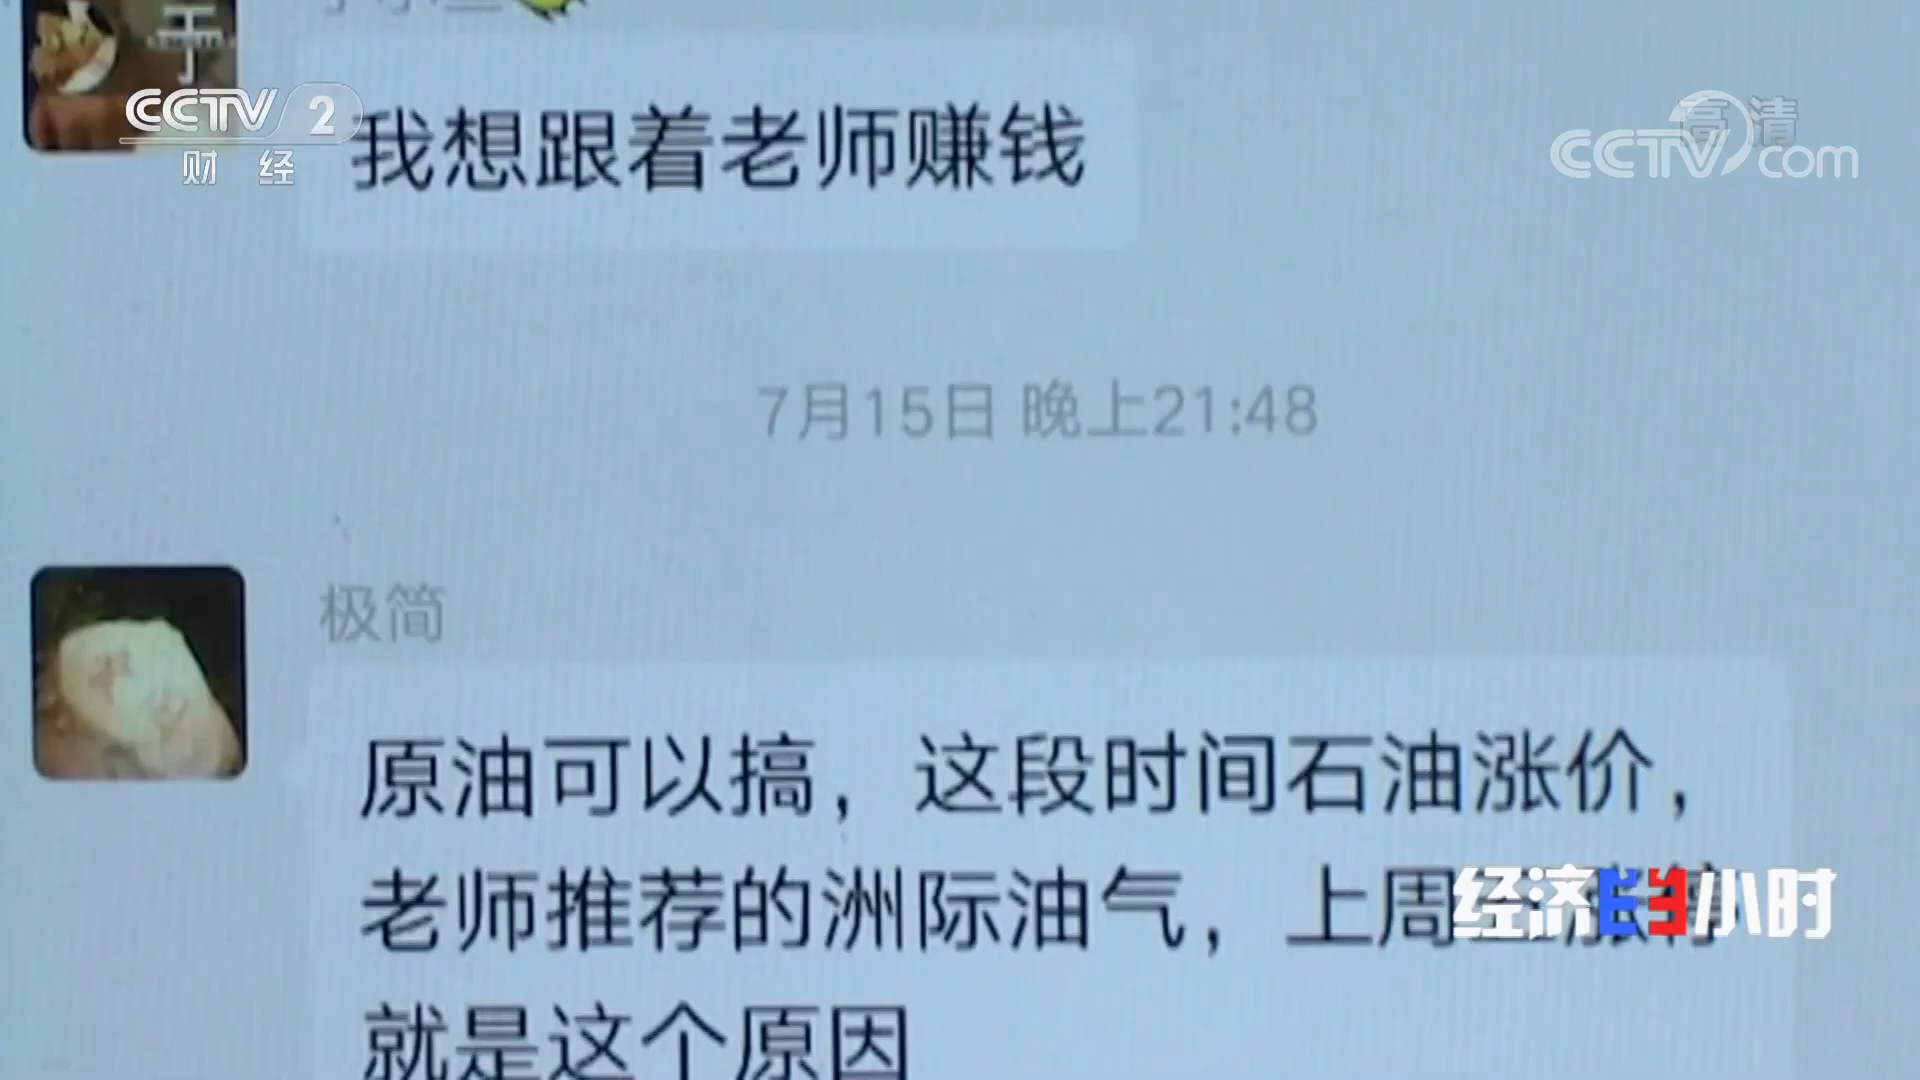 CCTV 2
财经
高清
CCTV.com
我想跟着老师赚钱
7月15日 晚上21:48
极简
原油可以搞，这段时间石油涨价，
老师推荐的洲际油气，上周
经济半小时
就是这个原因